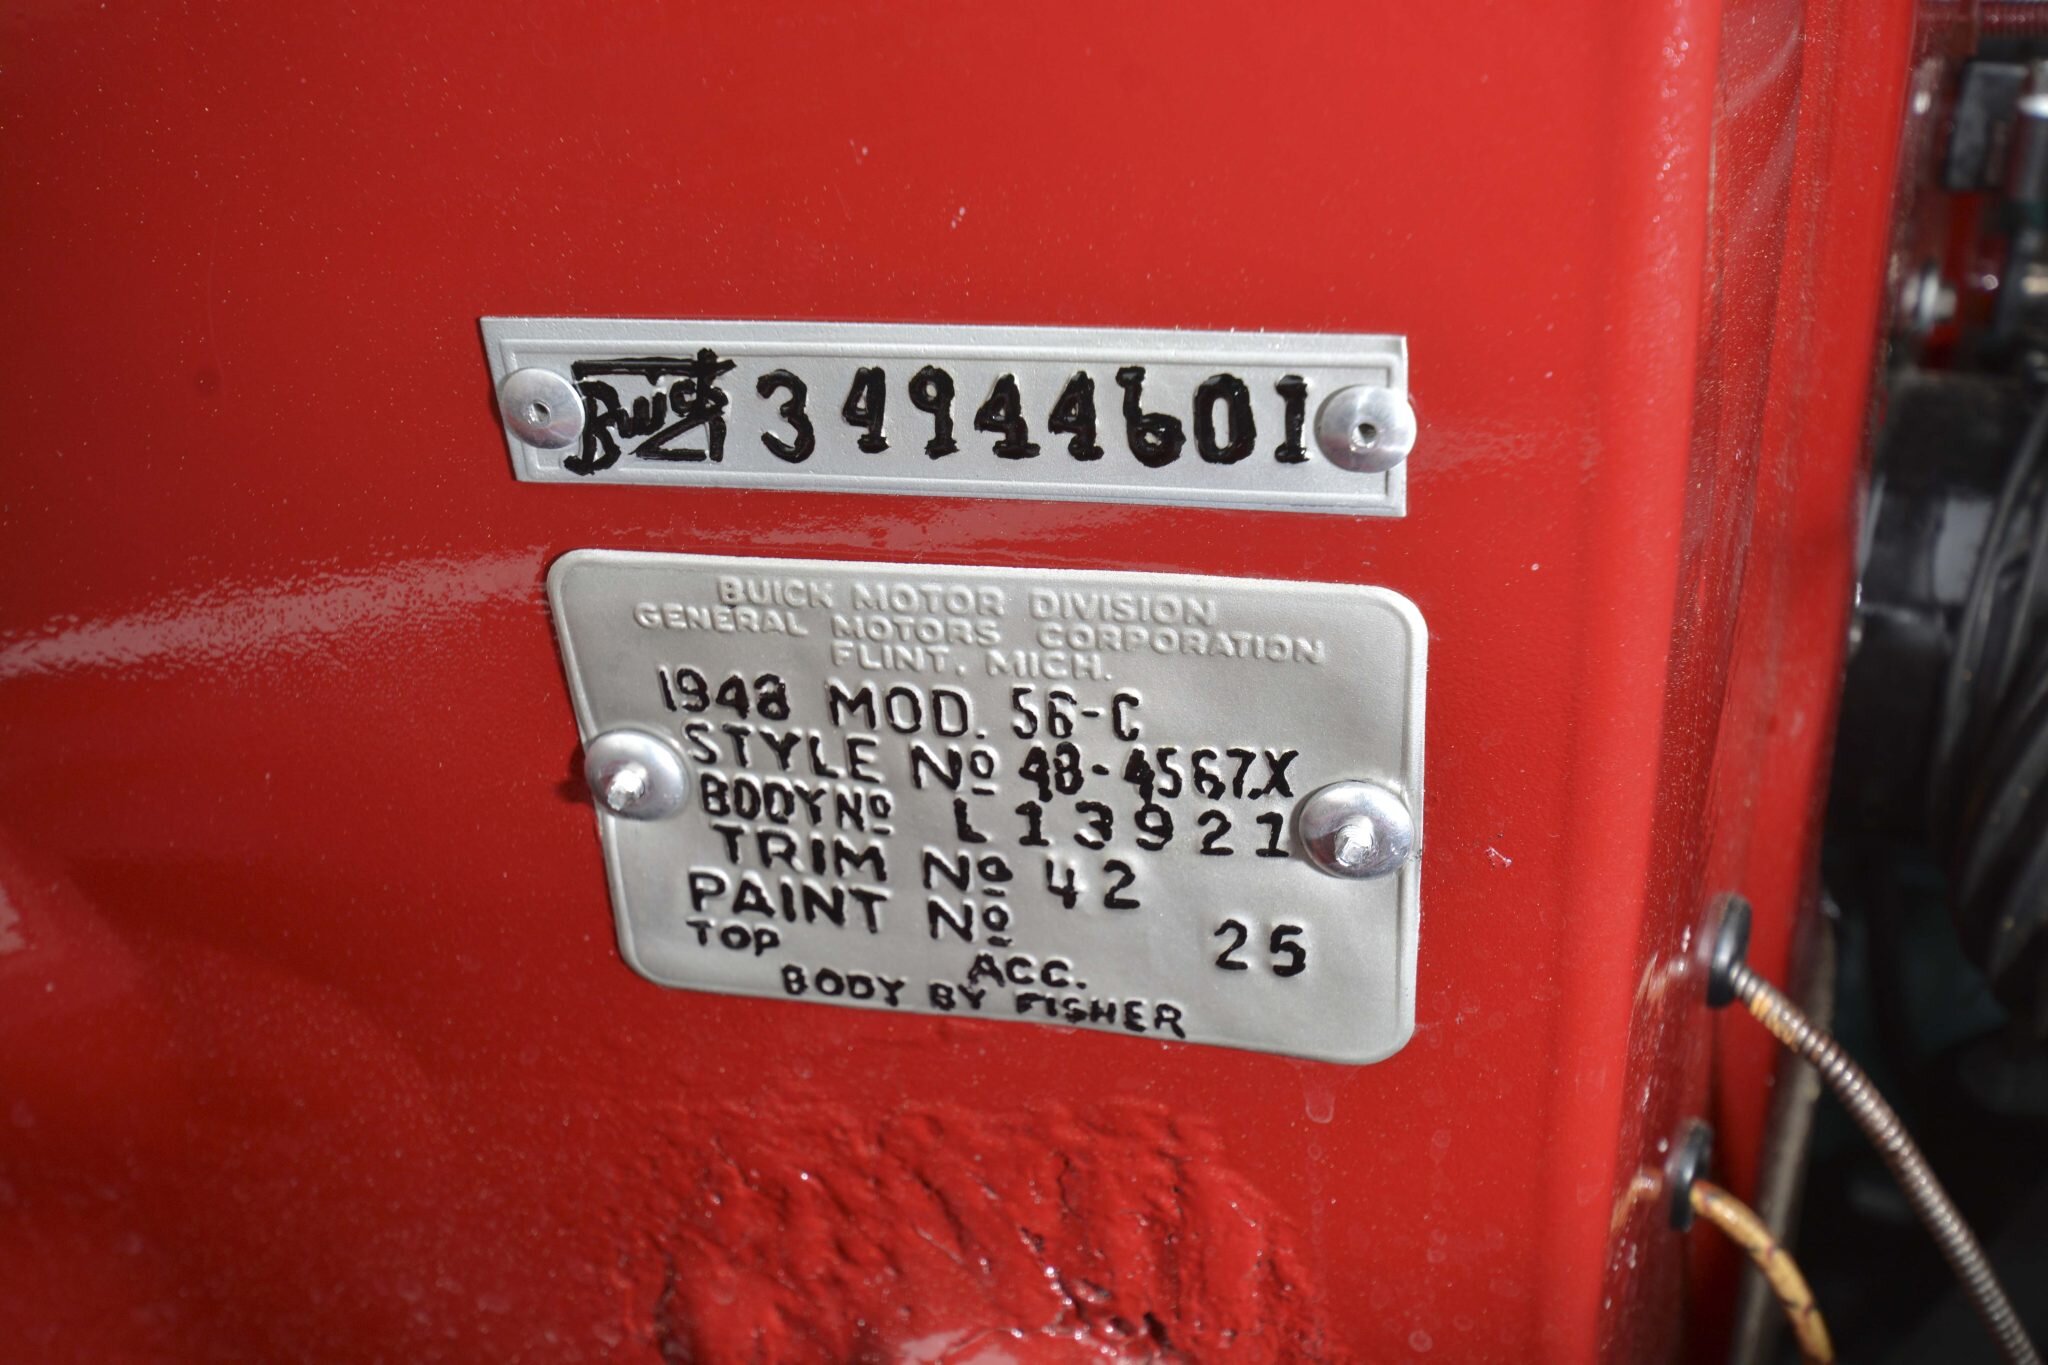 Buick 34944601
BUICK MOTOR DIVISION
GENERAL MOTORS CORPORATION
FLINT, MICH.
1948 MOD. 56-C
STYLE Nº 48-4567X
BODY Nº L 13921
TRIM Nº 42
PAINT Nº 25
TOP ACC.
BODY BY FISHER